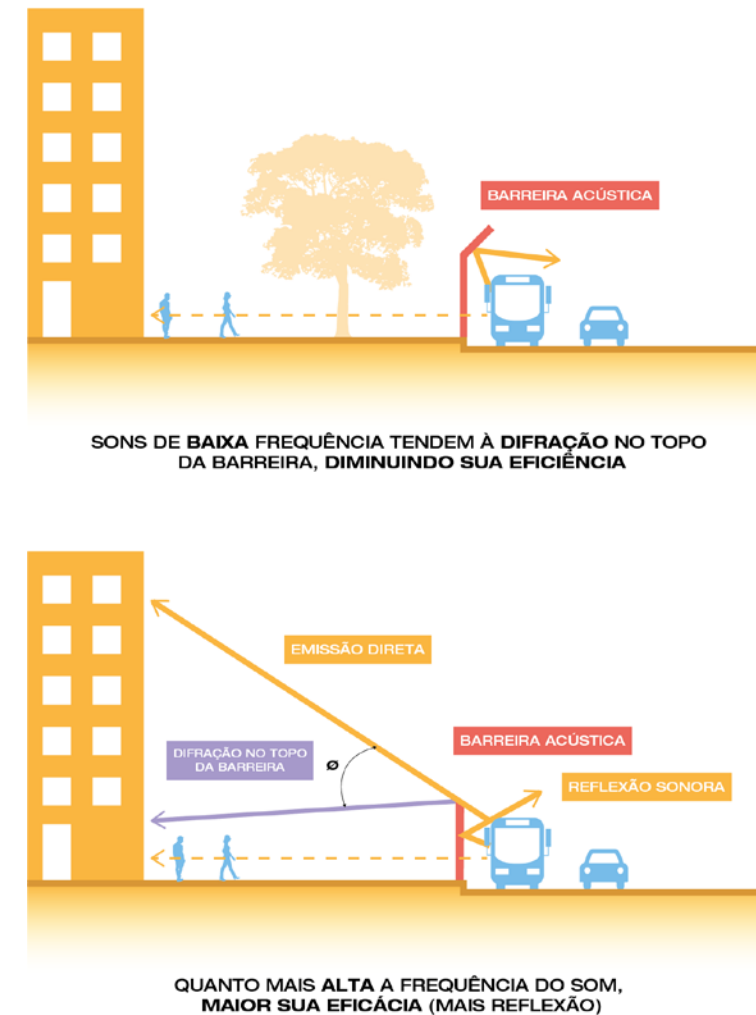 BARREIRA ACÚSTICA
SONS DE BAIXA FREQUÊNCIA TENDEM À DIFRAÇÃO NO TOPO
DA BARREIRA, DIMINUINDO SUA EFICIÊNCIA
EMISSÃO DIRETA
BARREIRA ACÚSTICA
DIFRAÇÃO NO TOPO
DA BARREIRA
Ø
REFLEXÃO SONORA
QUANTO MAIS ALTA A FREQUÊNCIA DO SOM,
MAIOR SUA EFICÁCIA (MAIS REFLEXÃO)